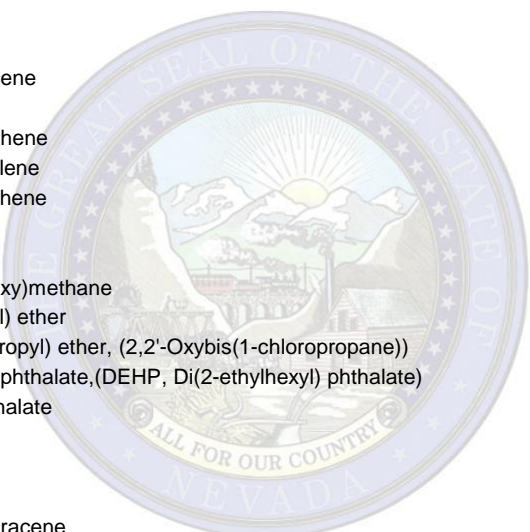 ene
THE GREAT SEAL OF THE STATE OF
hene
lene
hene
xy)methane
l) ether
ropyl) ether, (2,2'-Oxybis(1-chloropropane))
phthalate,(DEHP, Di(2-ethylhexyl) phthalate)
halate
ALL FOR OUR COUNTRY
NEVADA
racene